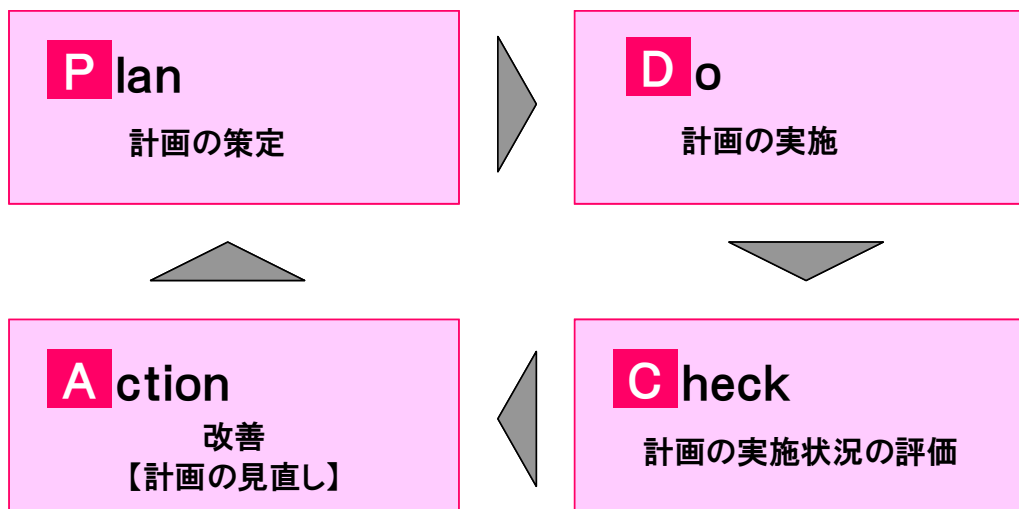 Plan
計画の策定
Do
計画の実施
Action
改善
【計画の見直し】
Check
計画の実施状況の評価